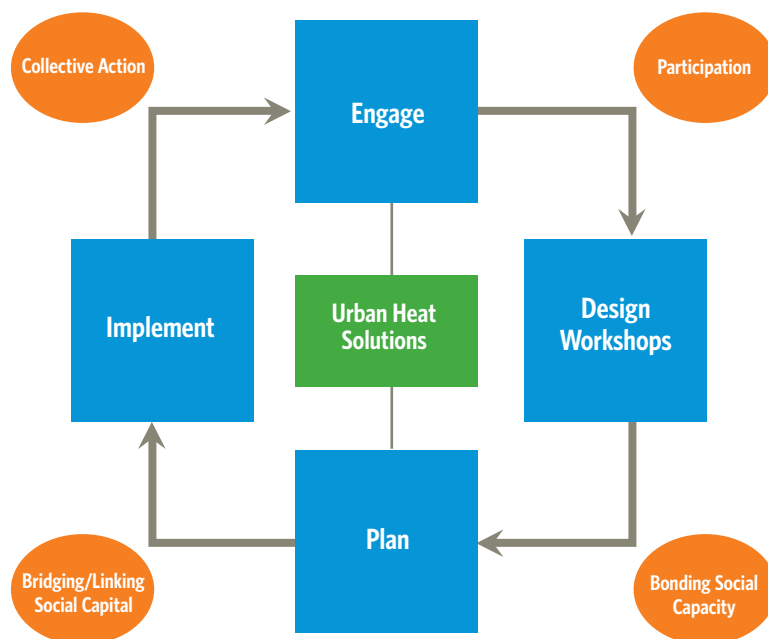 Collective Action
Participation
Engage
Implement
Urban Heat
Solutions
Design
Workshops
Plan
Bridging/Linking
Social Capital
Bonding Social
Capacity